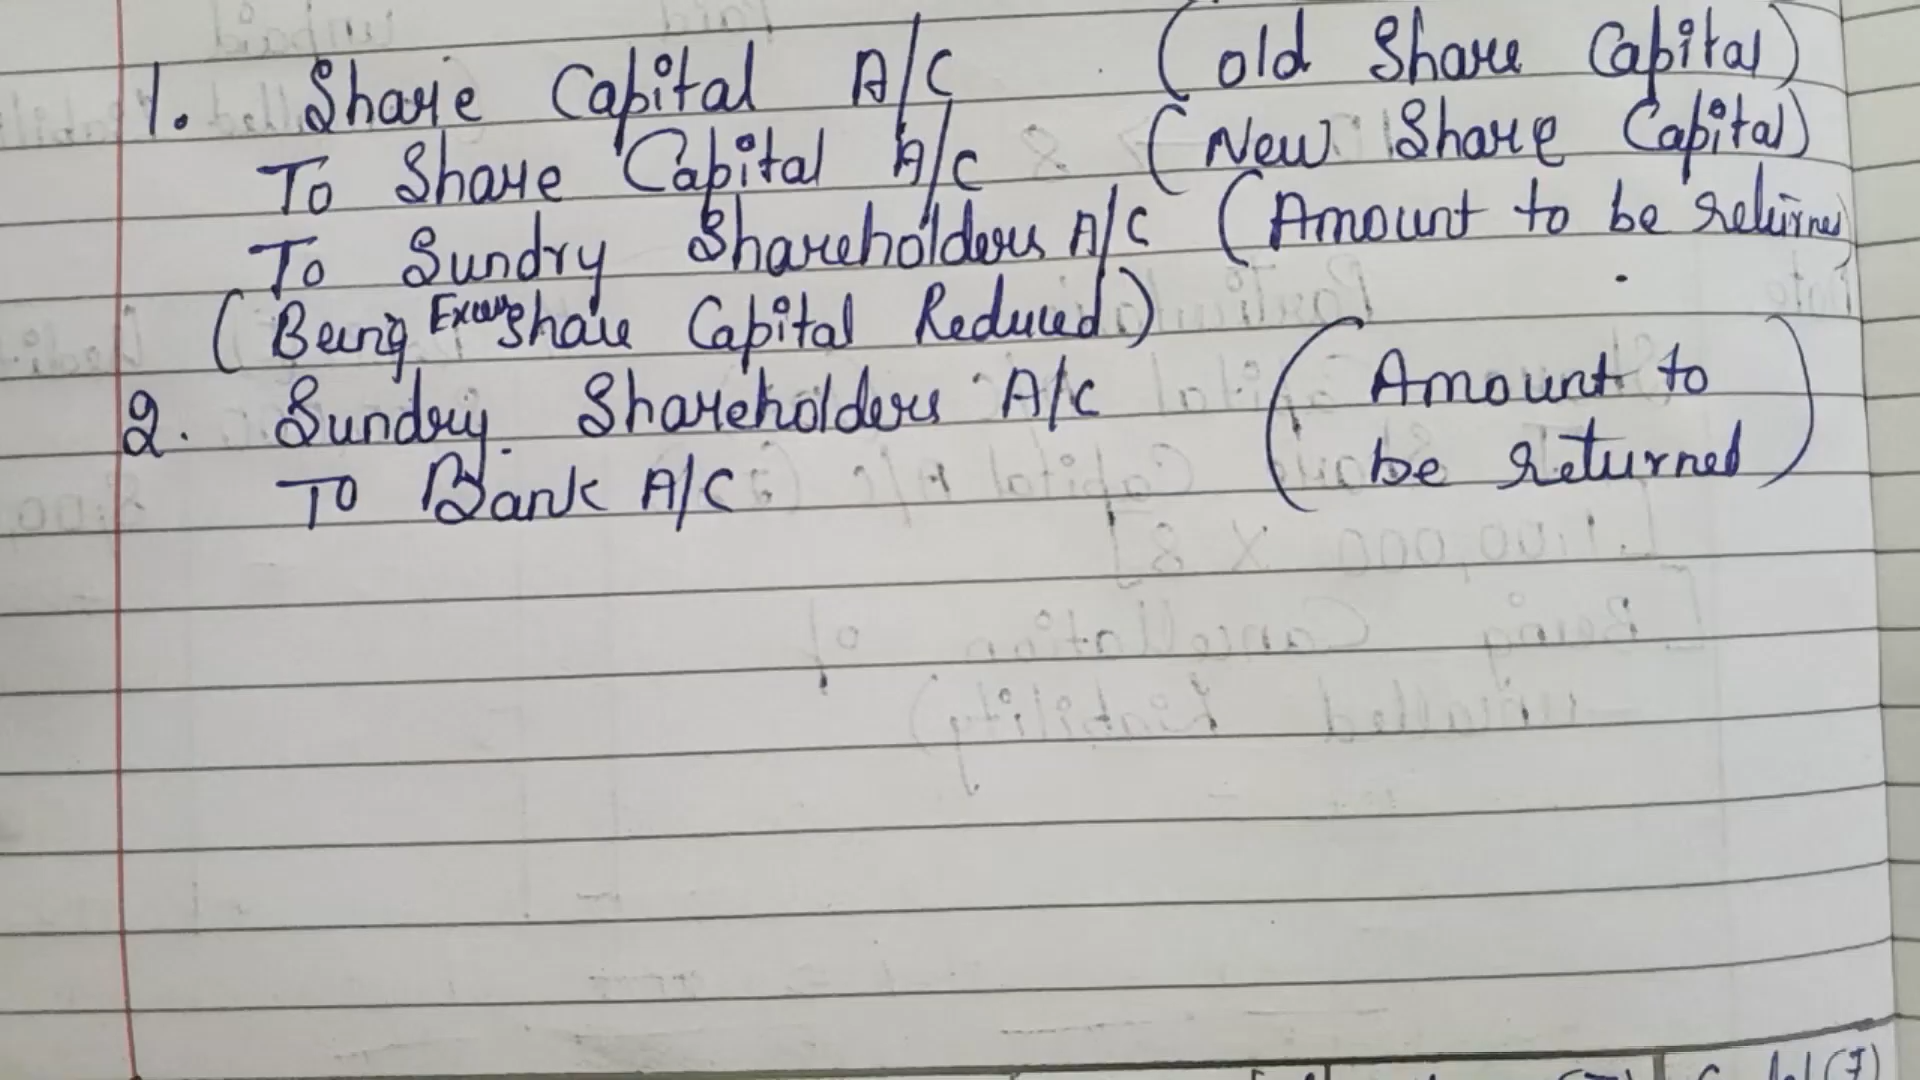 1. Share Capital A/C (old Share Capital)
To Share Capital A/c (New Share Capital)
To Sundry Shareholders A/C (Amount to be returned)
(Being Excess Share Capital Reduced)
2. Sundry Shareholders A/c (Amount to
To Bank A/C be returned)